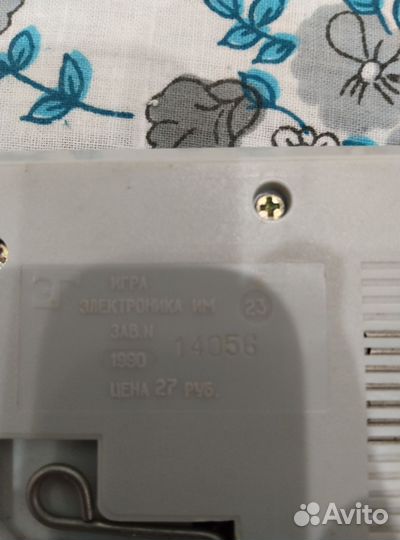 ИГРА
ЭЛЕКТРОНИКА ИМ 23
ЗАВ.N 14056
1990
ЦЕНА 27 РУБ.
Avito